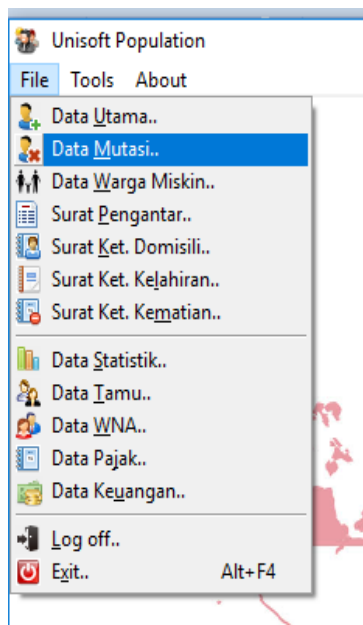 Unisoft Population
File Tools About
Data Utama..
Data Mutasi..
Data Warga Miskin..
Surat Pengantar..
Surat Ket. Domisili..
Surat Ket. Kelahiran..
Surat Ket. Kematian..
Data Statistik..
Data Tamu..
Data WNA..
Data Pajak..
Data Keuangan..
Log off..
Exit.. Alt+F4